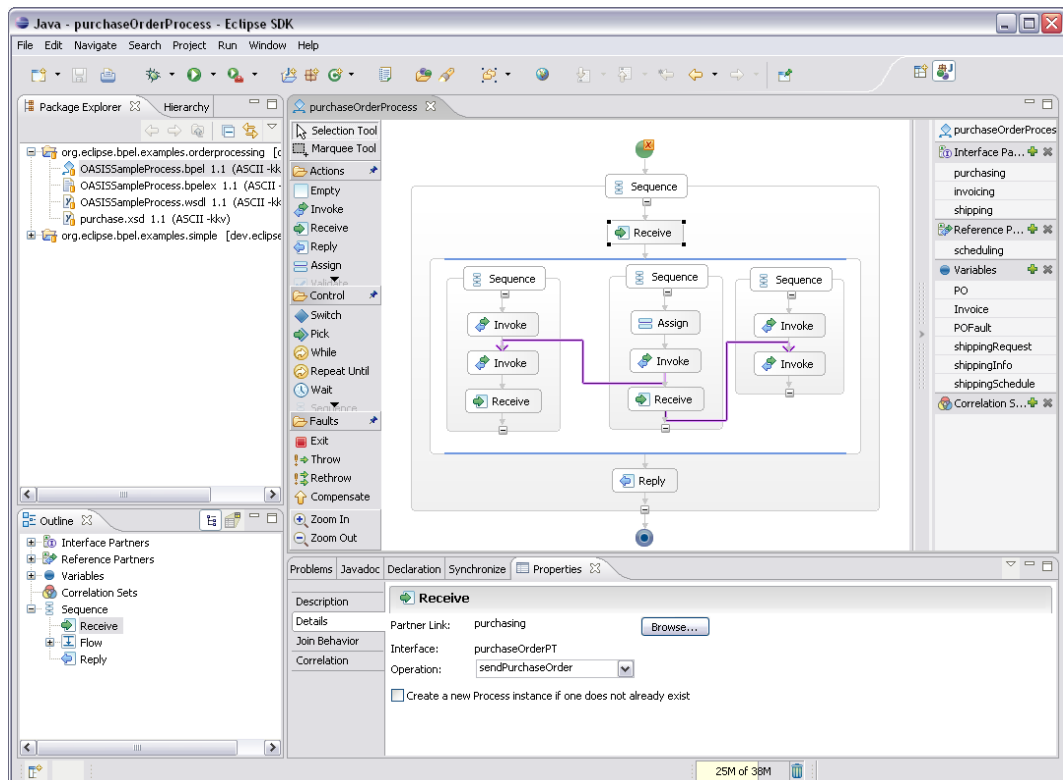 Java - purchaseOrderProcess - Eclipse SDK
File Edit Navigate Search Project Run Window Help
Package Explorer Hierarchy
org.eclipse.bpel.examples.orderprocessing [c
OASISSampleProcess.bpel 1.1 (ASCII -kk
OASISSampleProcess.bpelex 1.1 (ASCII -
OASISSampleProcess.wsdl 1.1 (ASCII -kk
purchase.xsd 1.1 (ASCII -kkv)
org.eclipse.bpel.examples.simple [dev.eclipse
purchaseOrderProcess
Selection Tool
Marquee Tool
Actions
Empty
Invoke
Receive
Reply
Assign
Validate
Control
Switch
Pick
While
Repeat Until
Wait
Sequence
Faults
Exit
Throw
Rethrow
Compensate
Zoom In
Zoom Out
Sequence
Receive
Sequence Sequence Sequence
Invoke Assign Invoke
Invoke Invoke Invoke
Receive Receive
Reply
purchaseOrderProces
Interface Pa...
purchasing
invoicing
shipping
Reference P...
scheduling
Variables
PO
Invoice
POFault
shippingRequest
shippingInfo
shippingSchedule
Correlation S...
Outline
Interface Partners
Reference Partners
Variables
Correlation Sets
Sequence
Receive
Flow
Reply
Problems Javadoc Declaration Synchronize Properties
Description
Details
Join Behavior
Correlation
Receive
Partner Link: purchasing Browse...
Interface: purchaseOrderPT
Operation: sendPurchaseOrder
Create a new Process instance if one does not already exist
25M of 38M